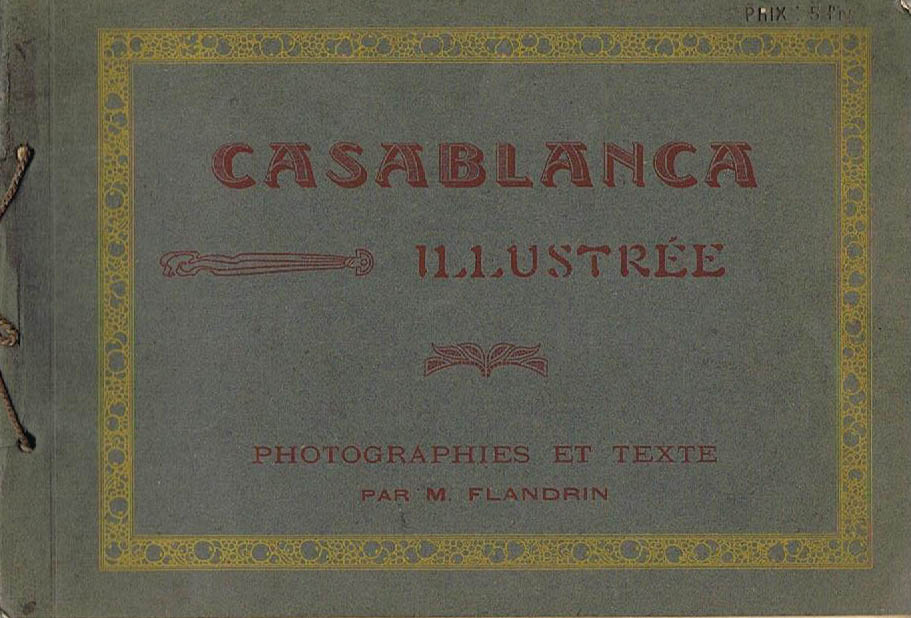 PRIX 5 Fr
CASABLANCA
ILLUSTRÉE
PHOTOGRAPHIES ET TEXTE
PAR M. FLANDRIN